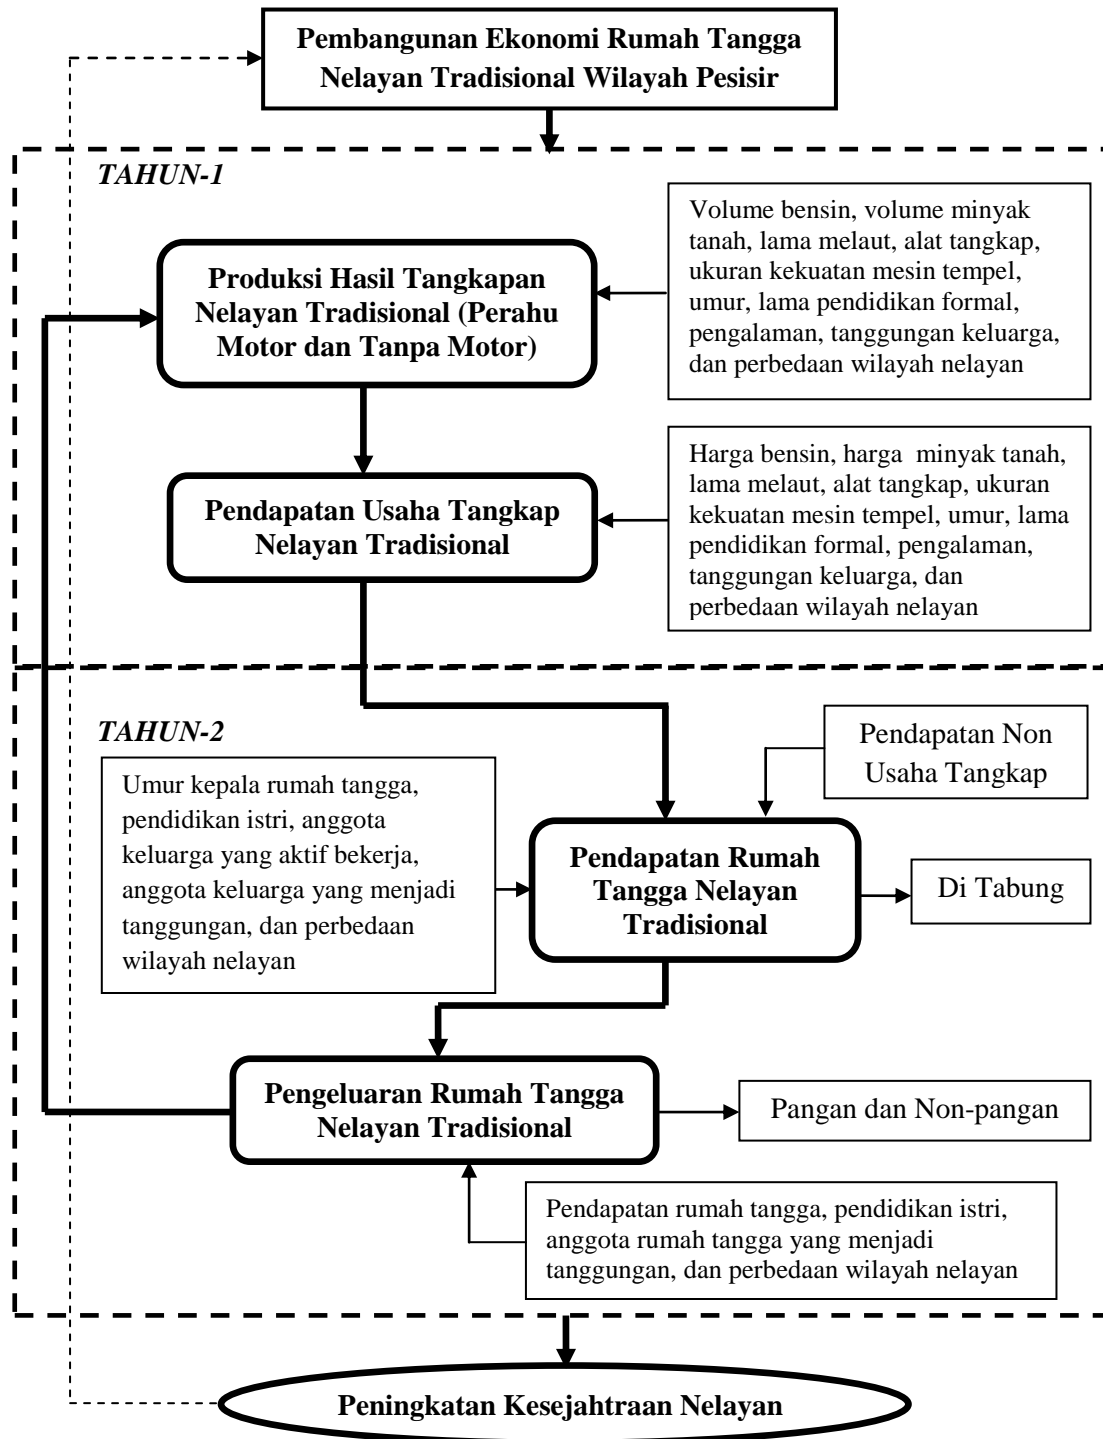 Pembangunan Ekonomi Rumah Tangga
Nelayan Tradisional Wilayah Pesisir
TAHUN-1
Volume bensin, volume minyak
tanah, lama melaut, alat tangkap,
ukuran kekuatan mesin tempel,
umur, lama pendidikan formal,
pengalaman, tanggungan keluarga,
dan perbedaan wilayah nelayan
Produksi Hasil Tangkapan
Nelayan Tradisional (Perahu
Motor dan Tanpa Motor)
Harga bensin, harga minyak tanah,
lama melaut, alat tangkap, ukuran
kekuatan mesin tempel, umur, lama
pendidikan formal, pengalaman,
tanggungan keluarga, dan
perbedaan wilayah nelayan
Pendapatan Usaha Tangkap
Nelayan Tradisional
TAHUN-2
Pendapatan Non
Usaha Tangkap
Umur kepala rumah tangga,
pendidikan istri, anggota
keluarga yang aktif bekerja,
anggota keluarga yang menjadi
tanggungan, dan perbedaan
wilayah nelayan
Pendapatan Rumah
Tangga Nelayan
Tradisional
Di Tabung
Pengeluaran Rumah Tangga
Nelayan Tradisional
Pangan dan Non-pangan
Pendapatan rumah tangga, pendidikan istri,
anggota rumah tangga yang menjadi
tanggungan, dan perbedaan wilayah nelayan
Peningkatan Kesejahtraan Nelayan